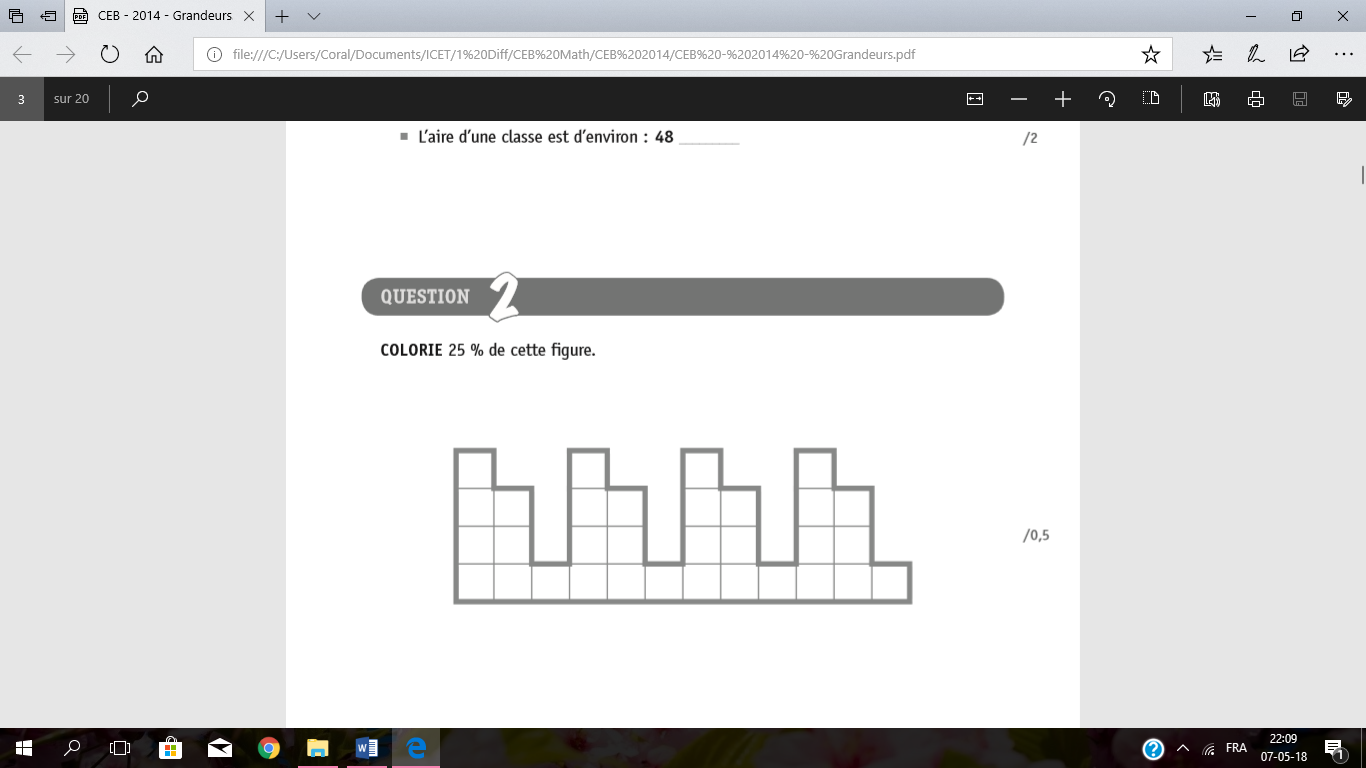 CEB - 2014 - Grandeurs.
file:///C:/Users/Coral/Documents/ICET/1%20Diff/CEB%20Math/CEB%202014/CEB%20-%202014%20-%20Grandeurs.pdf
3 sur 20
■ L'aire d'une classe est d'environ : 48 _______ /2
QUESTION 2
COLORIE 25 % de cette figure.
/0,5
FRA
22:09
07-05-18
1